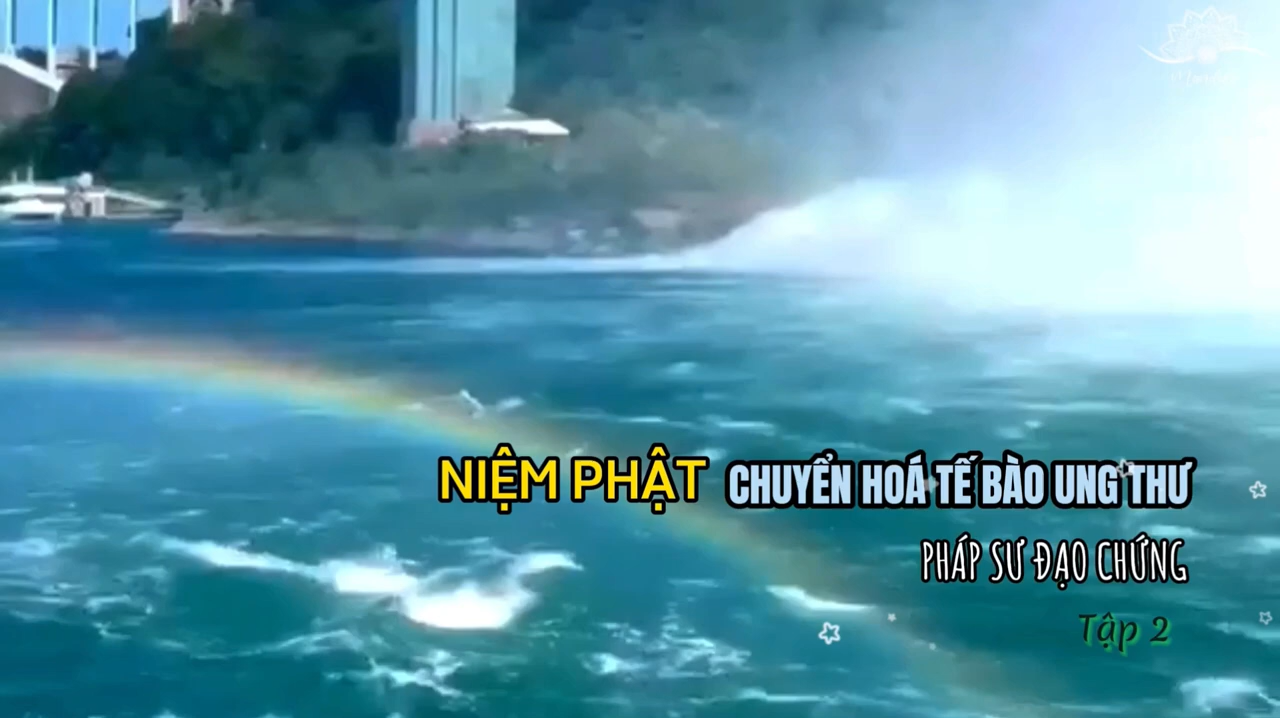 NIỆM PHẬT CHUYỂN HOÁ TẾ BÀO UNG THƯ
PHÁP SƯ ĐẠO CHỨNG
Tập 2